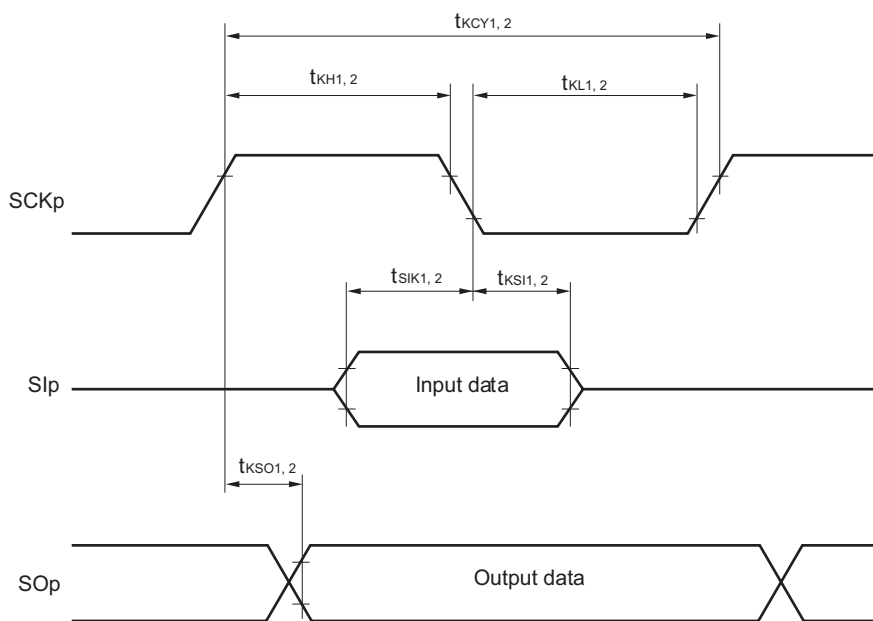 tKCY1, 2
tKH1, 2
tKL1, 2
SCKp
tSIK1, 2
tKSI1, 2
SIp
Input data
tKSO1, 2
SOp
Output data